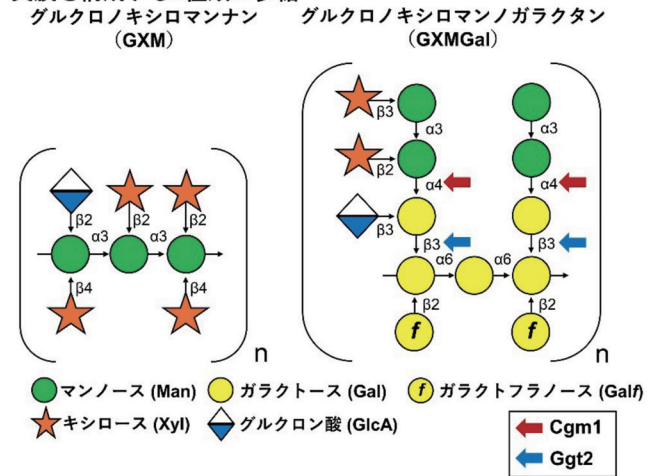 グルクロノキシロマンナン
（GXM）
グルクロノキシロマンノガラクタン
（GXMGal）
β2
β2
β2
α3
α3
β4
β4
n
β3
α3
α3
β2
α4
α4
β3
β3
β3
α6
α6
β2
β2
f
f
n
マンノース (Man)
ガラクトース (Gal)
f ガラクトフラノース (Galf)
キシロース (Xyl)
グルクロン酸 (GlcA)
Cgm1
Ggt2